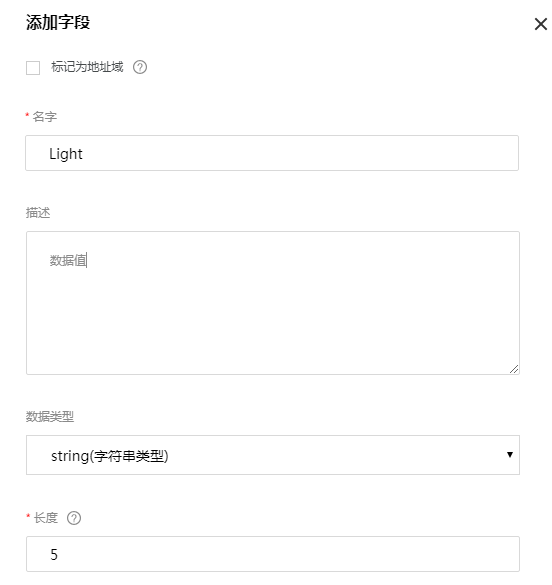 添加字段
标记为地址域
* 名字
Light
描述
数据值
数据类型
string(字符串类型)
* 长度
5